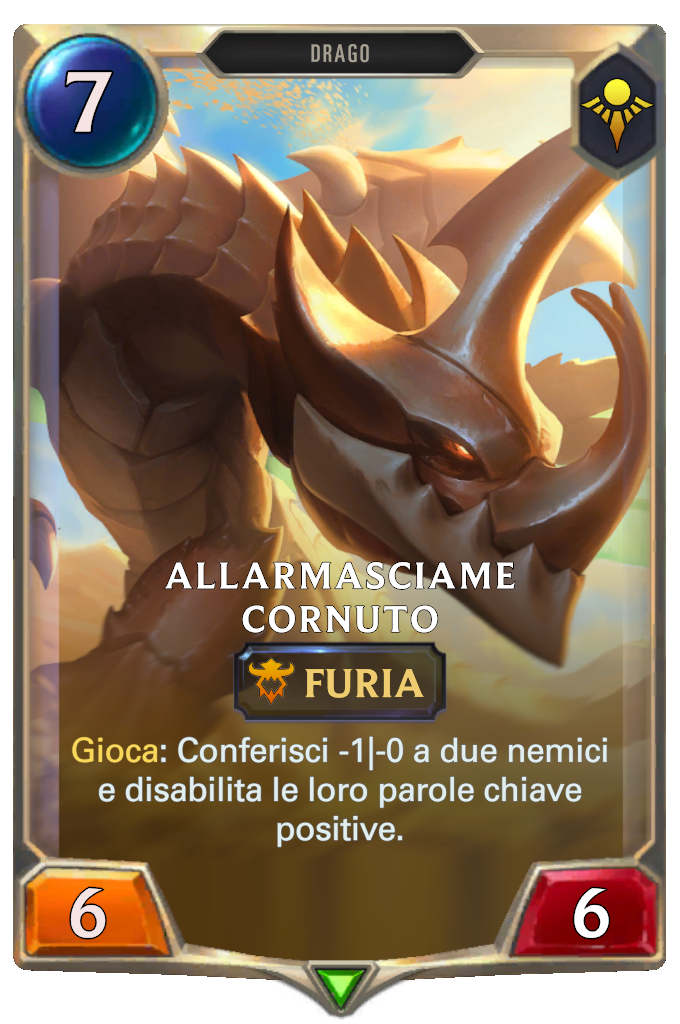 7
DRAGO
ALLARMASCIAME
CORNUTO
FURIA
Gioca: Conferisci -1|-0 a due nemici
e disabilita le loro parole chiave
positive.
6
6